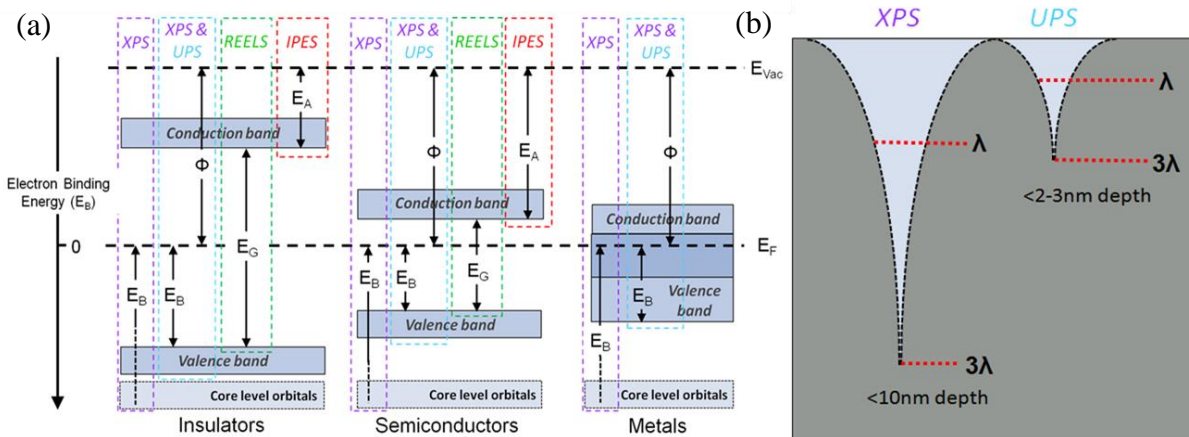 (a)
XPS
XPS &
UPS
REELS
IPES
XPS
XPS &
UPS
REELS
IPES
XPS
XPS &
UPS
E_Vac
E_A
Conduction band
Φ
Electron Binding
Energy (E_B)
0
E_G
E_B
E_B
Valence band
Core level orbitals
Insulators
Φ
E_A
Conduction band
E_B
E_B
E_G
Valence band
Core level orbitals
Semiconductors
Φ
Conduction band
E_F
E_B
Valence
band
E_B
Core level orbitals
Metals
(b)
XPS
UPS
λ
λ
3λ
<2-3nm depth
3λ
<10nm depth